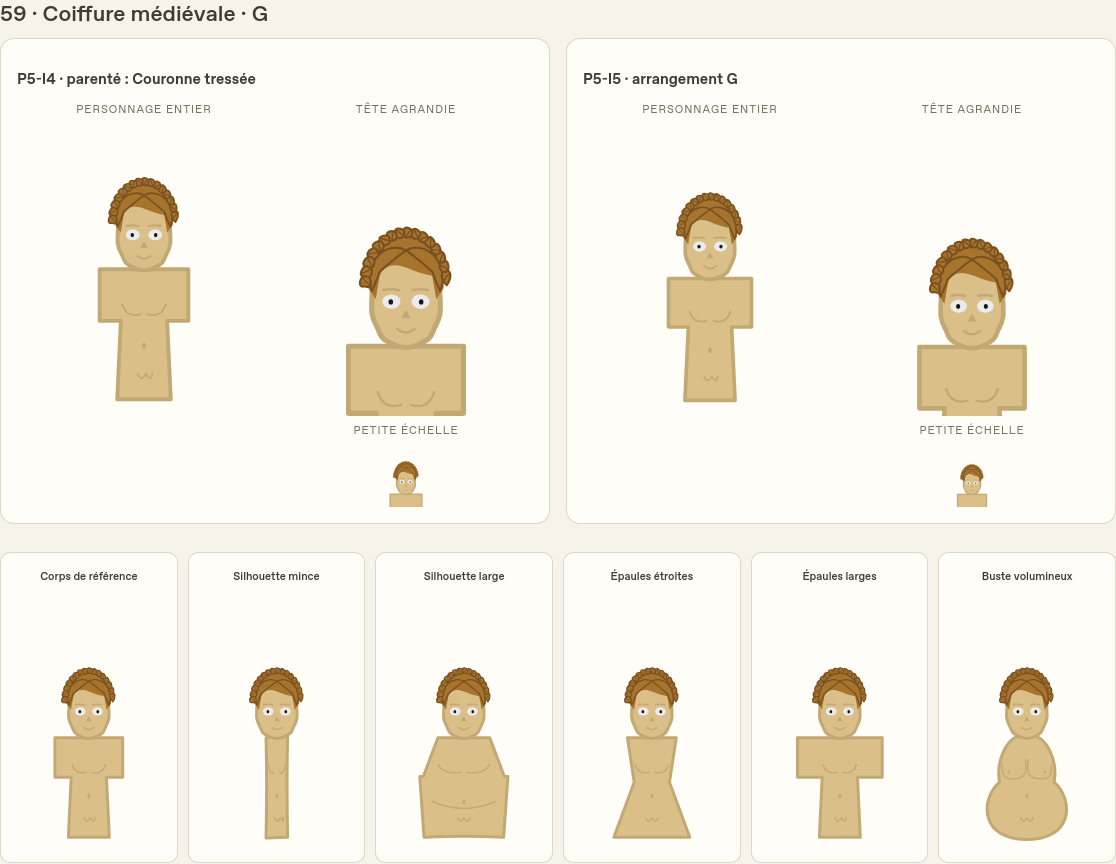 59 · Coiffure médiévale · G
P5-I4 · parenté : Couronne tressée
PERSONNAGE ENTIER
TÊTE AGRANDIE
PETITE ÉCHELLE
P5-I5 · arrangement G
PERSONNAGE ENTIER
TÊTE AGRANDIE
PETITE ÉCHELLE
Corps de référence
Silhouette mince
Silhouette large
Épaules étroites
Épaules larges
Buste volumineux